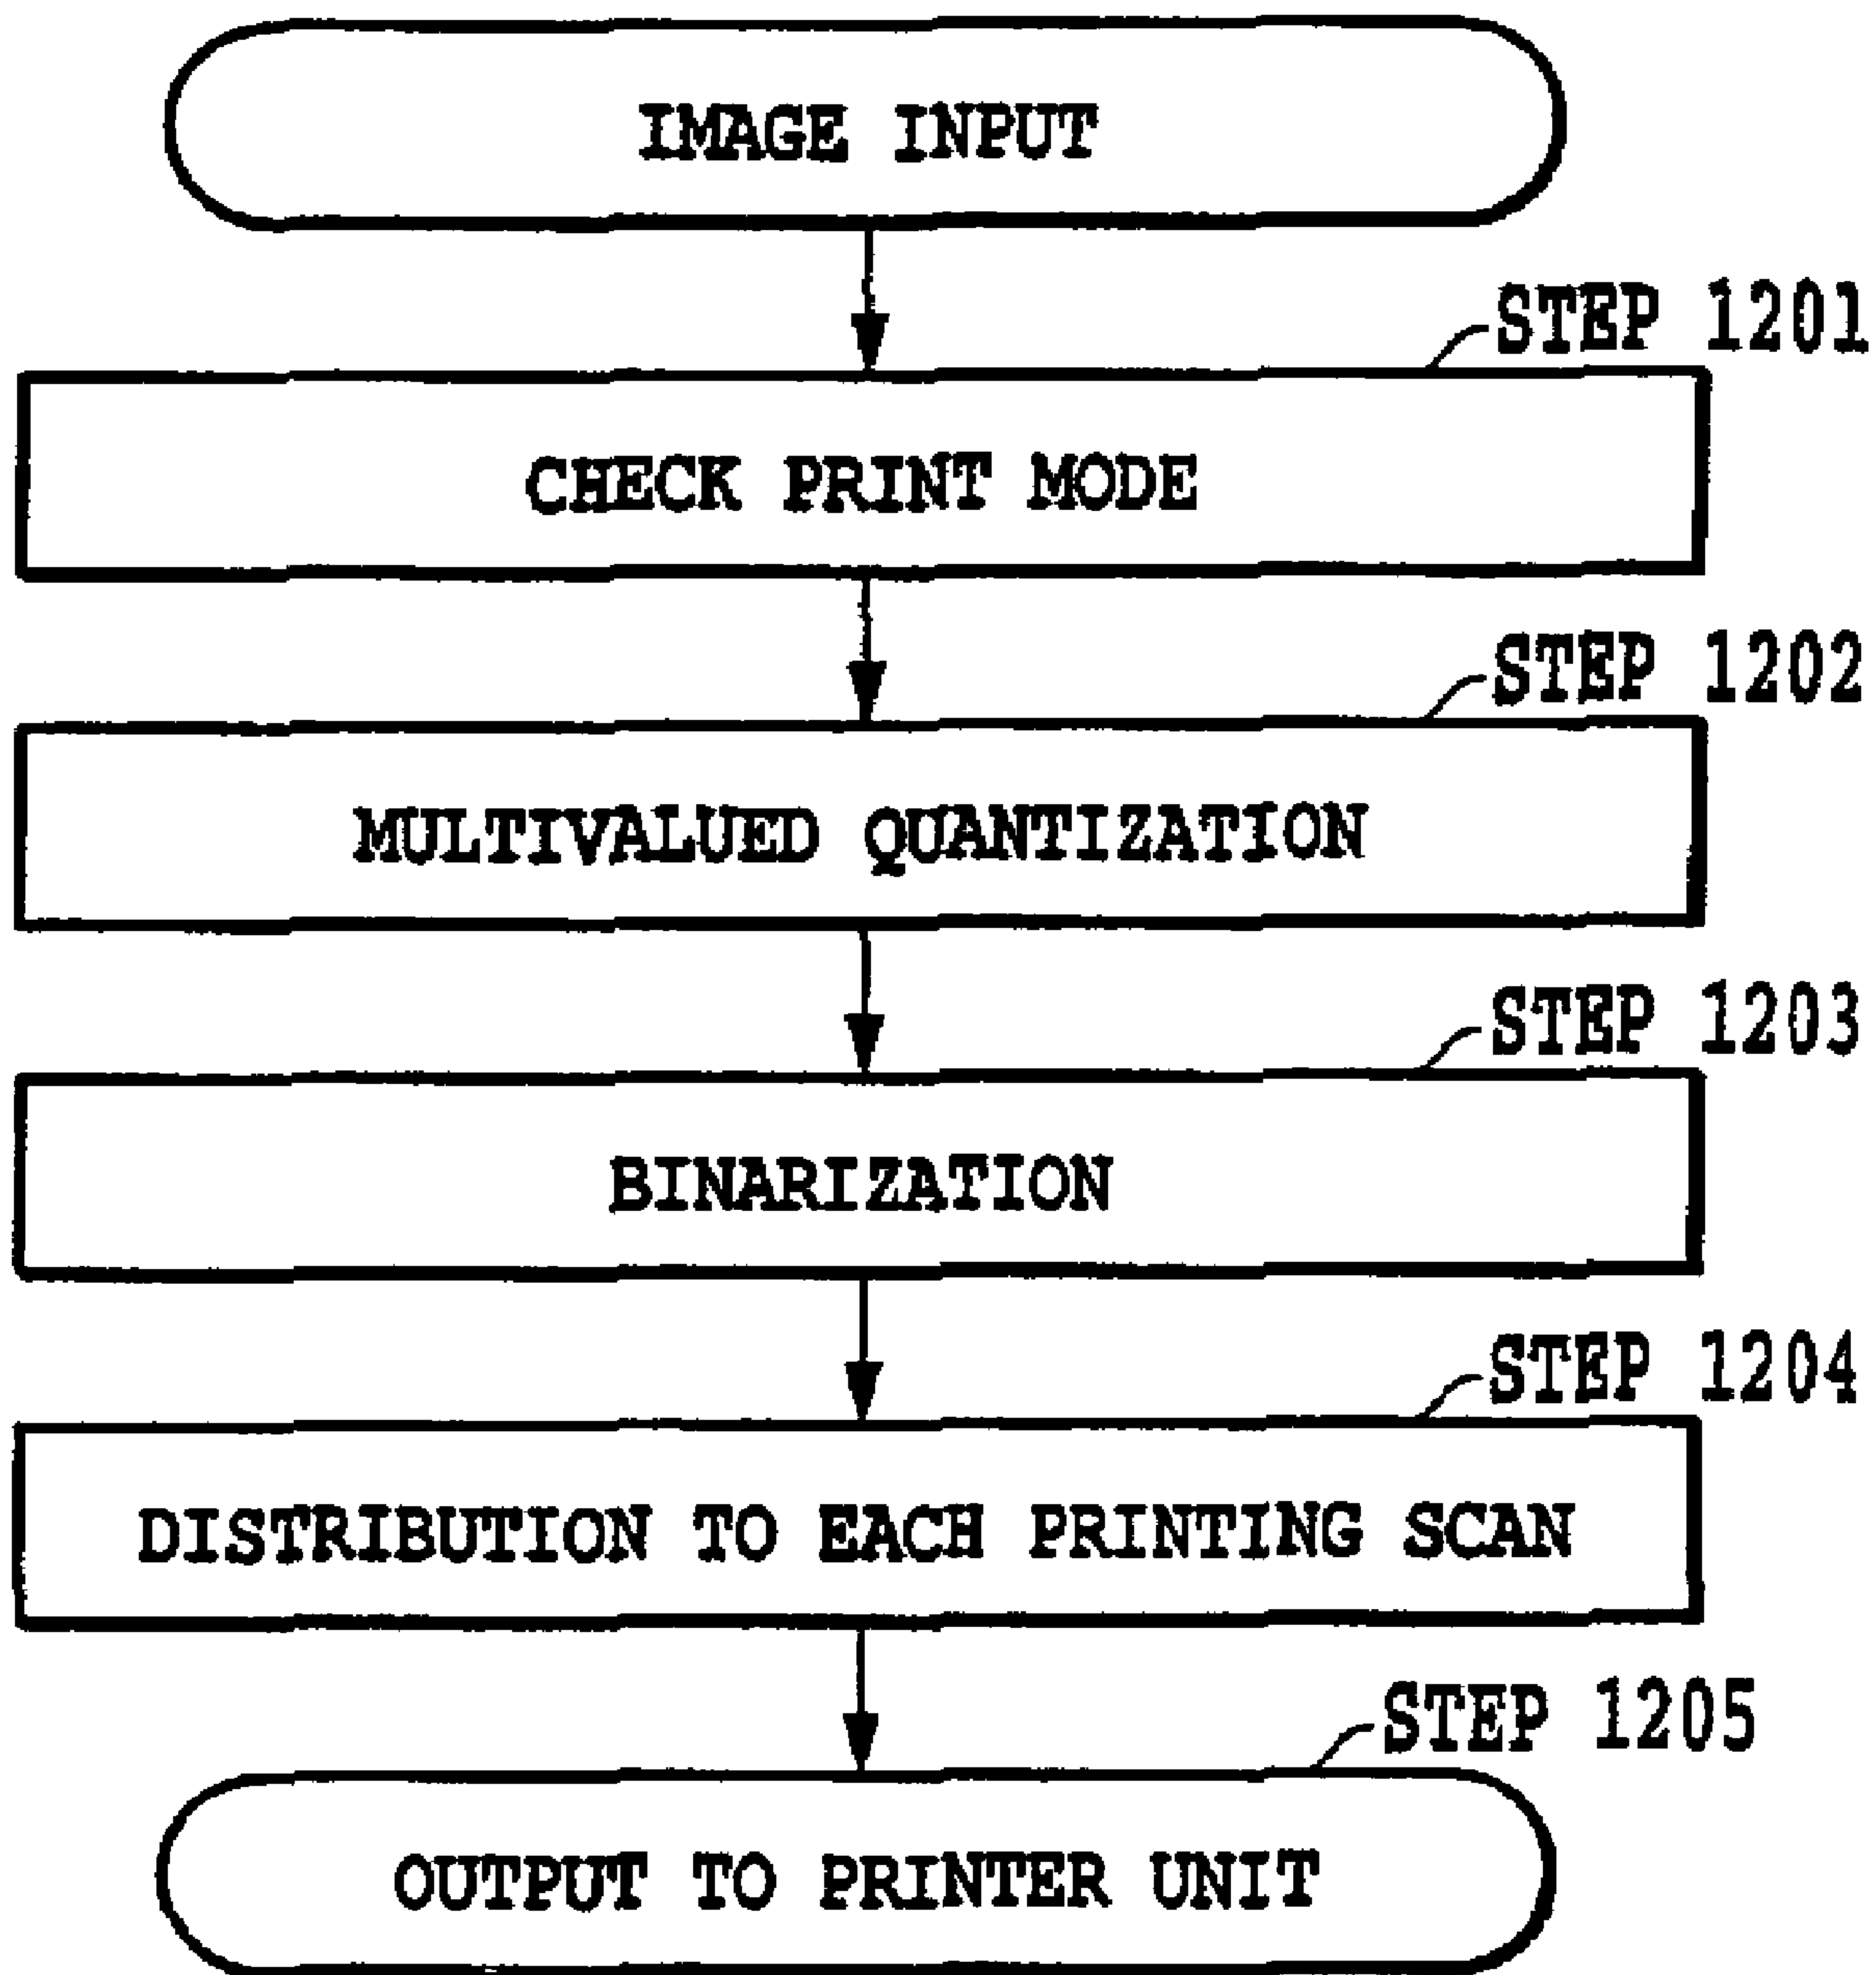 IMAGE INPUT
STEP 1201
CHECK PRINT MODE
STEP 1202
MULTIVALUED QUANTIZATION
STEP 1203
BINARIZATION
STEP 1204
DISTRIBUTION TO EACH PRINTING SCAN
STEP 1205
OUTPUT TO PRINTER UNIT